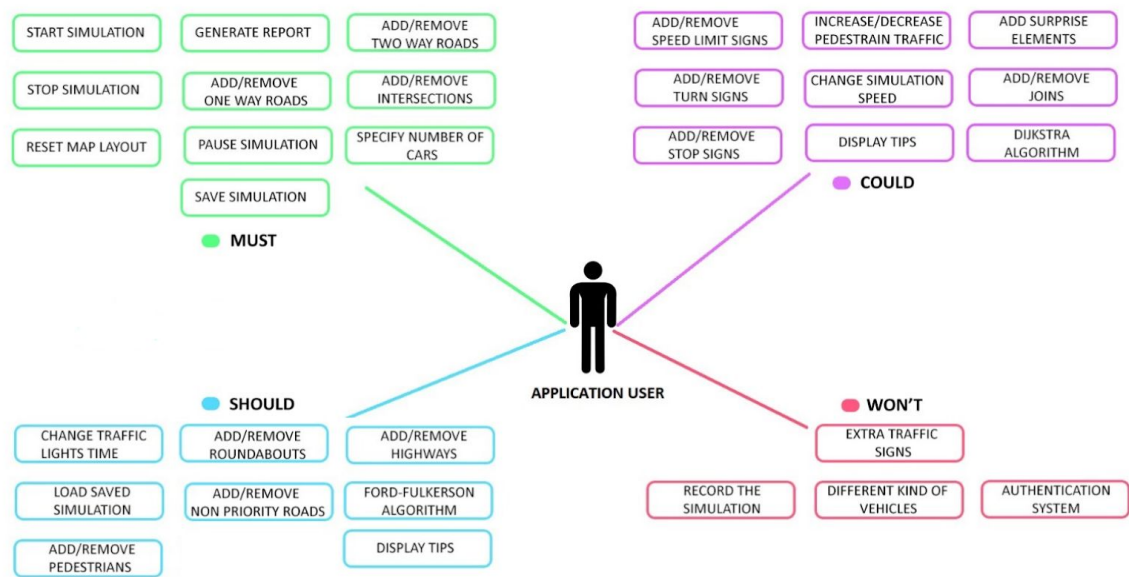 START SIMULATION
GENERATE REPORT
ADD/REMOVE
TWO WAY ROADS
STOP SIMULATION
ADD/REMOVE
ONE WAY ROADS
ADD/REMOVE
INTERSECTIONS
RESET MAP LAYOUT
PAUSE SIMULATION
SPECIFY NUMBER OF
CARS
SAVE SIMULATION
MUST
ADD/REMOVE
SPEED LIMIT SIGNS
INCREASE/DECREASE
PEDESTRAIN TRAFFIC
ADD SURPRISE
ELEMENTS
ADD/REMOVE
TURN SIGNS
CHANGE SIMULATION
SPEED
ADD/REMOVE
JOINS
ADD/REMOVE
STOP SIGNS
DISPLAY TIPS
DIJKSTRA
ALGORITHM
COULD
APPLICATION USER
SHOULD
CHANGE TRAFFIC
LIGHTS TIME
ADD/REMOVE
ROUNDABOUTS
ADD/REMOVE
HIGHWAYS
LOAD SAVED
SIMULATION
ADD/REMOVE
NON PRIORITY ROADS
FORD-FULKERSON
ALGORITHM
ADD/REMOVE
PEDESTRIANS
DISPLAY TIPS
WON'T
EXTRA TRAFFIC
SIGNS
RECORD THE
SIMULATION
DIFFERENT KIND OF
VEHICLES
AUTHENTICATION
SYSTEM